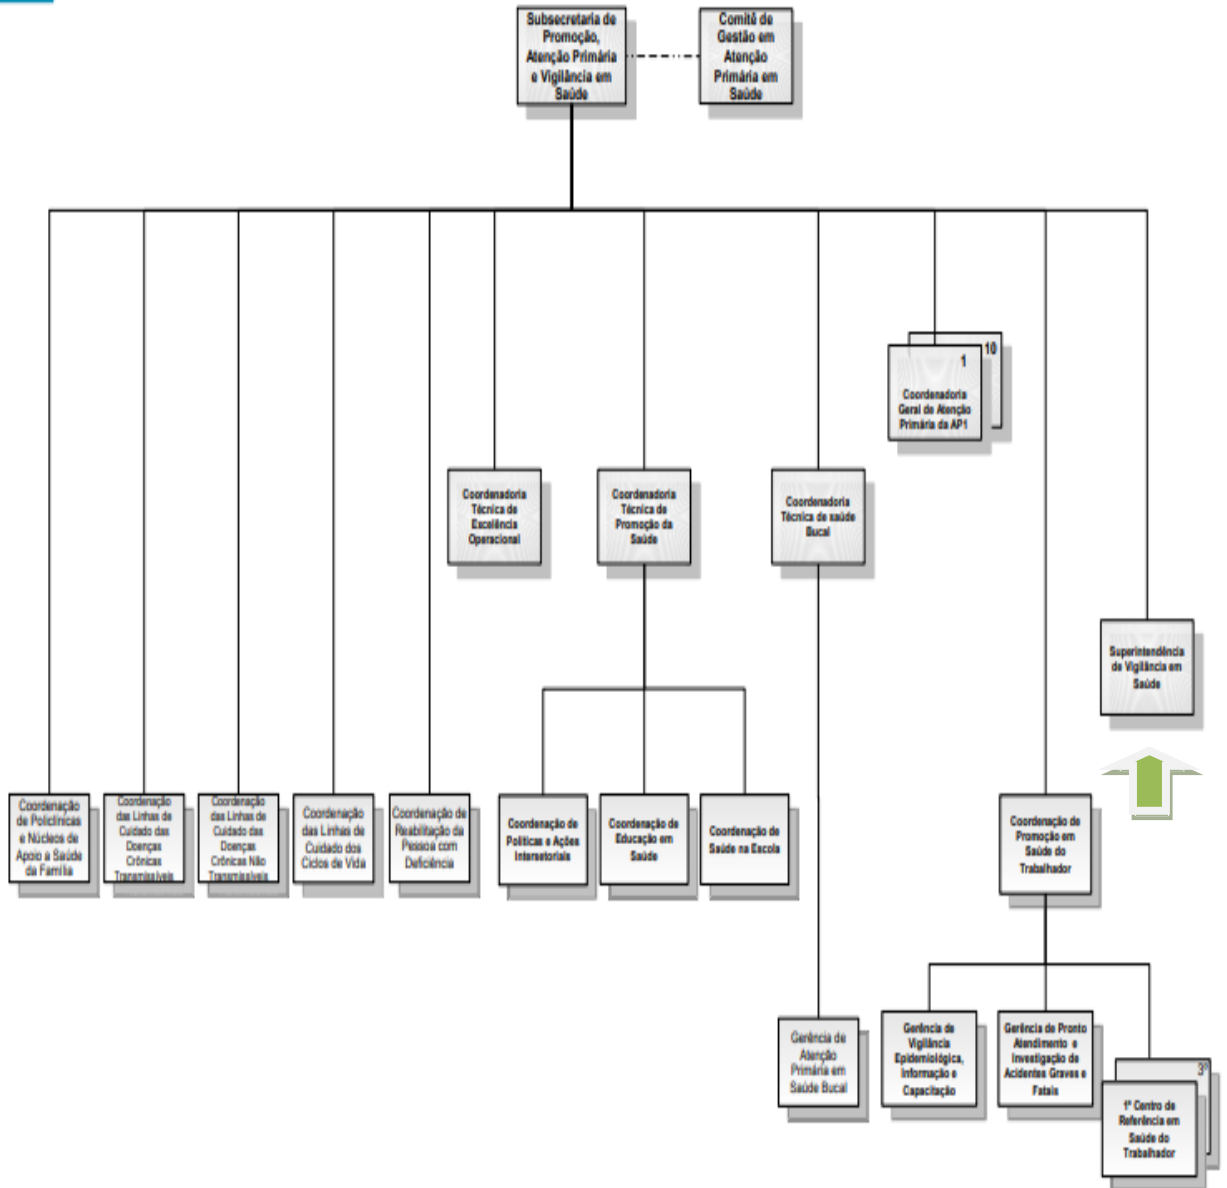 Subsecretaria de
Promoção,
Atenção Primária
e Vigilância em
Saúde
Comitê de
Gestão em
Atenção
Primária em
Saúde
10
1
Coordenadoria
Geral de Atenção
Primária da AP1
Coordenadoria
Técnica de
Excelência
Operacional
Coordenadoria
Técnica de
Promoção da
Saúde
Coordenadoria
Técnica de saúde
Bucal
Superintendência
de Vigilância em
Saúde
Coordenação
de Policlínicas
e Núcleos de
Apoio a Saúde
da Família
Coordenação
das Linhas de
Cuidado das
Doenças
Crônicas
Transmissíveis
Coordenação
das Linhas de
Cuidado das
Doenças
Crônicas Não
Transmissíveis
Coordenação
das Linhas de
Cuidado dos
Ciclos de Vida
Coordenação de
Reabilitação da
Pessoa com
Deficiência
Coordenação de
Políticas e Ações
Intersetoriais
Coordenação de
Educação em
Saúde
Coordenação de
Saúde na Escola
Coordenação de
Promoção em
Saúde do
Trabalhador
Gerência de
Atenção
Primária em
Saúde Bucal
Gerência de
Vigilância
Epidemiológica,
Informação e
Capacitação
Gerência de Pronto
Atendimento e
Investigação de
Acidentes Graves e
Fatais
3º
1º Centro de
Referência em
Saúde do
Trabalhador